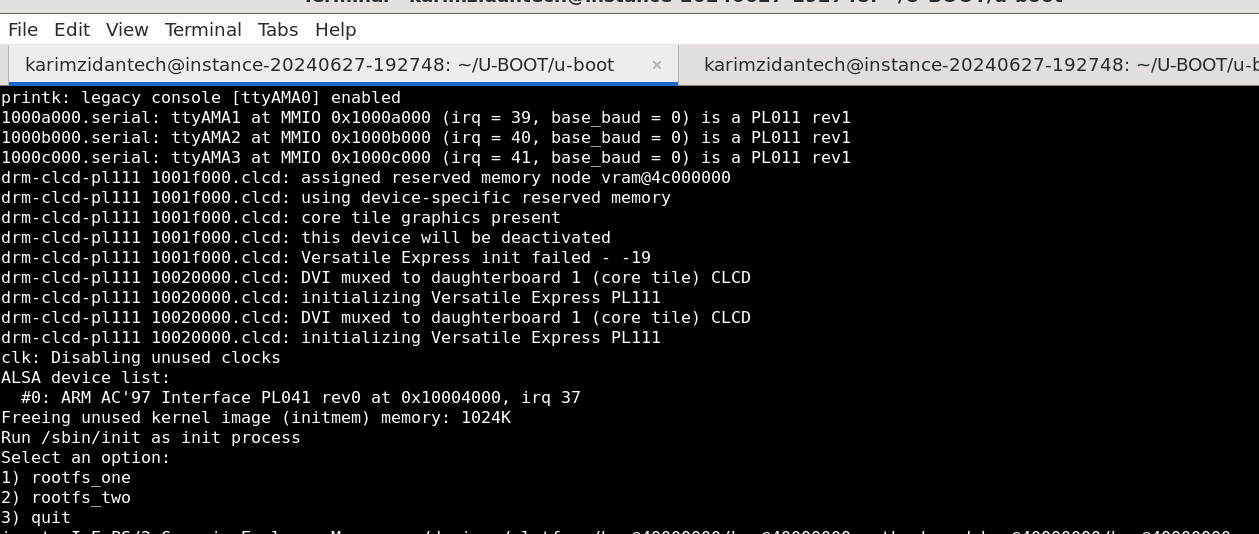 File Edit View Terminal Tabs Help
karimzidantech@instance-20240627-192748: ~/U-BOOT/u-boot × karimzidantech@instance-20240627-192748: ~/U-BOOT/u-b
printk: legacy console [ttyAMA0] enabled
1000a000.serial: ttyAMA1 at MMIO 0x1000a000 (irq = 39, base_baud = 0) is a PL011 rev1
1000b000.serial: ttyAMA2 at MMIO 0x1000b000 (irq = 40, base_baud = 0) is a PL011 rev1
1000c000.serial: ttyAMA3 at MMIO 0x1000c000 (irq = 41, base_baud = 0) is a PL011 rev1
drm-clcd-pl111 1001f000.clcd: assigned reserved memory node vram@4c000000
drm-clcd-pl111 1001f000.clcd: using device-specific reserved memory
drm-clcd-pl111 1001f000.clcd: core tile graphics present
drm-clcd-pl111 1001f000.clcd: this device will be deactivated
drm-clcd-pl111 1001f000.clcd: Versatile Express init failed - -19
drm-clcd-pl111 10020000.clcd: DVI muxed to daughterboard 1 (core tile) CLCD
drm-clcd-pl111 10020000.clcd: initializing Versatile Express PL111
drm-clcd-pl111 10020000.clcd: DVI muxed to daughterboard 1 (core tile) CLCD
drm-clcd-pl111 10020000.clcd: initializing Versatile Express PL111
clk: Disabling unused clocks
ALSA device list:
#0: ARM AC'97 Interface PL041 rev0 at 0x10004000, irq 37
Freeing unused kernel image (initmem) memory: 1024K
Run /sbin/init as init process
Select an option:
1) rootfs_one
2) rootfs_two
3) quit